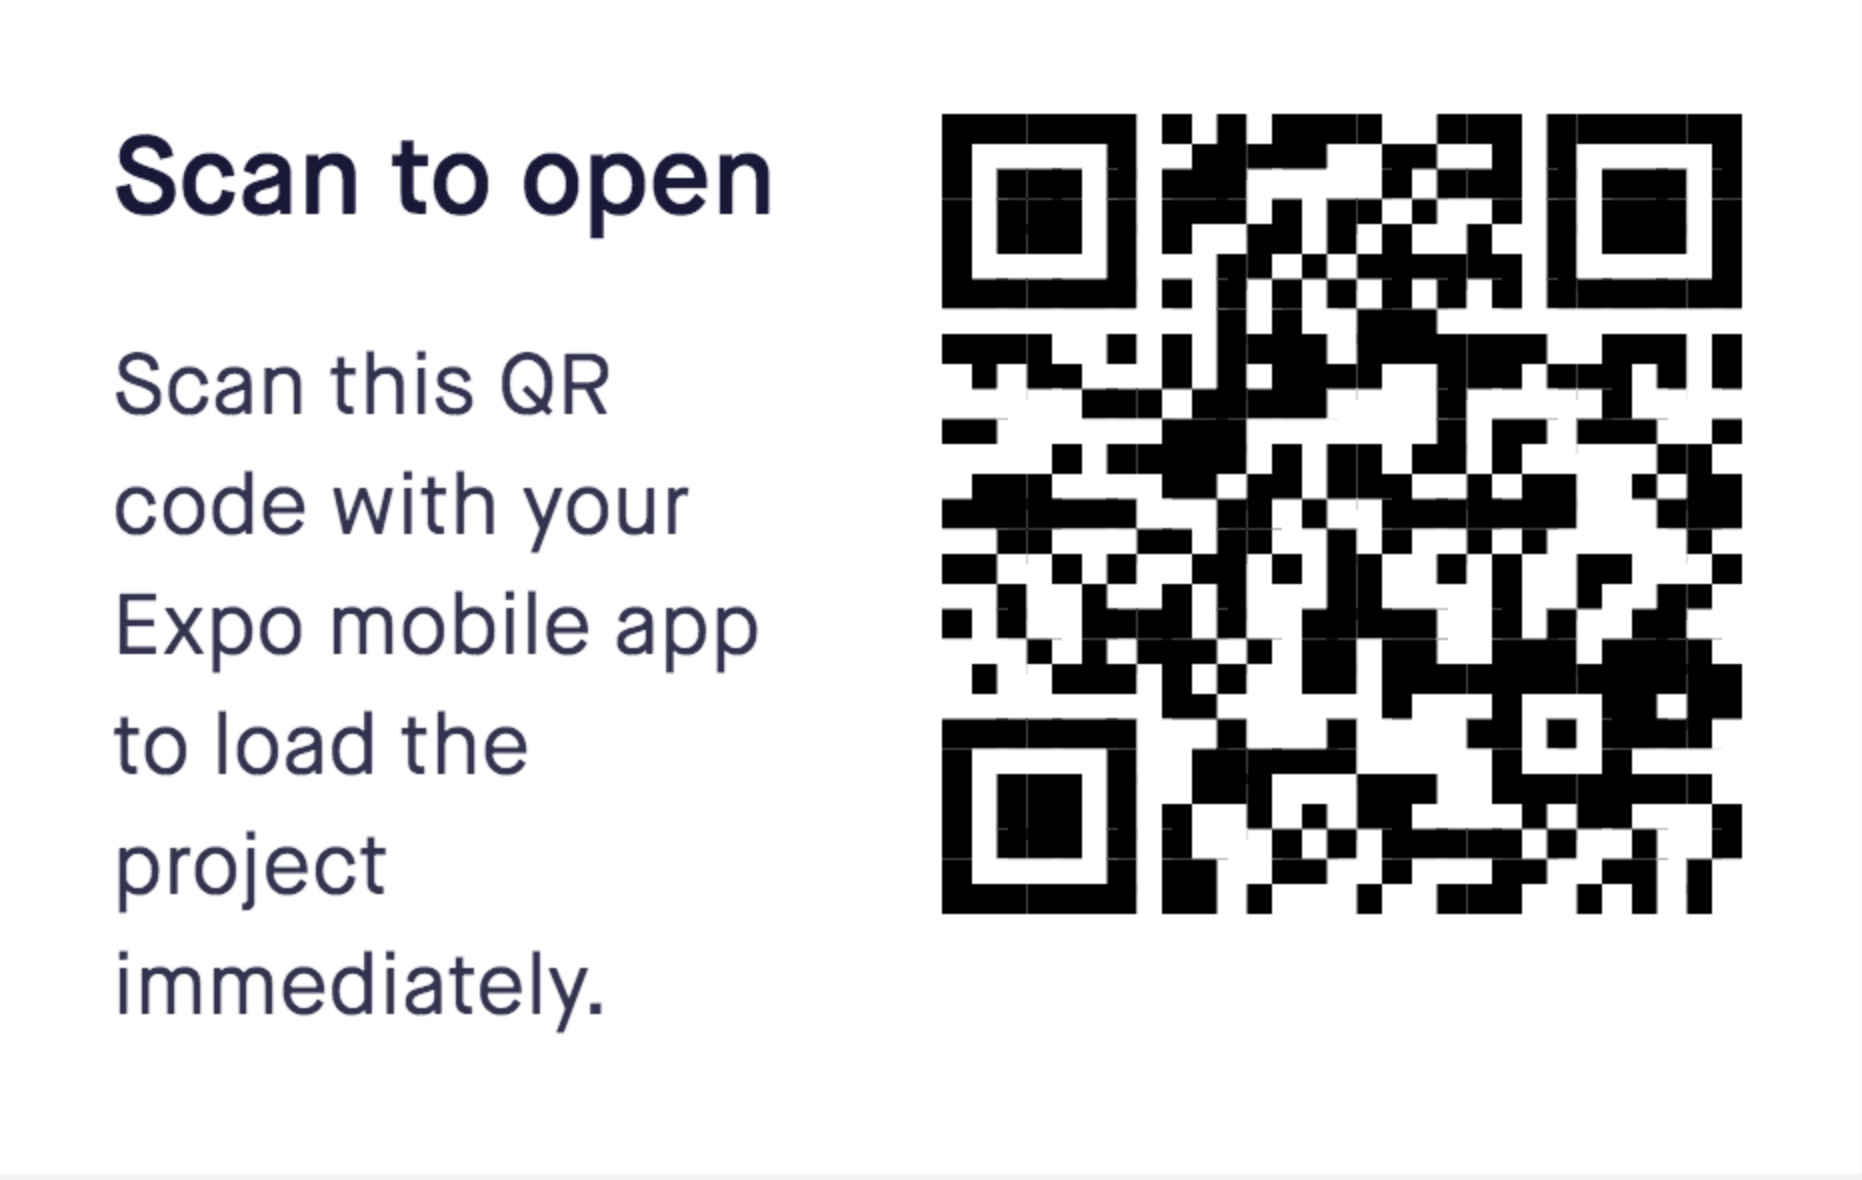 Scan to open
Scan this QR
code with your
Expo mobile app
to load the
project
immediately.